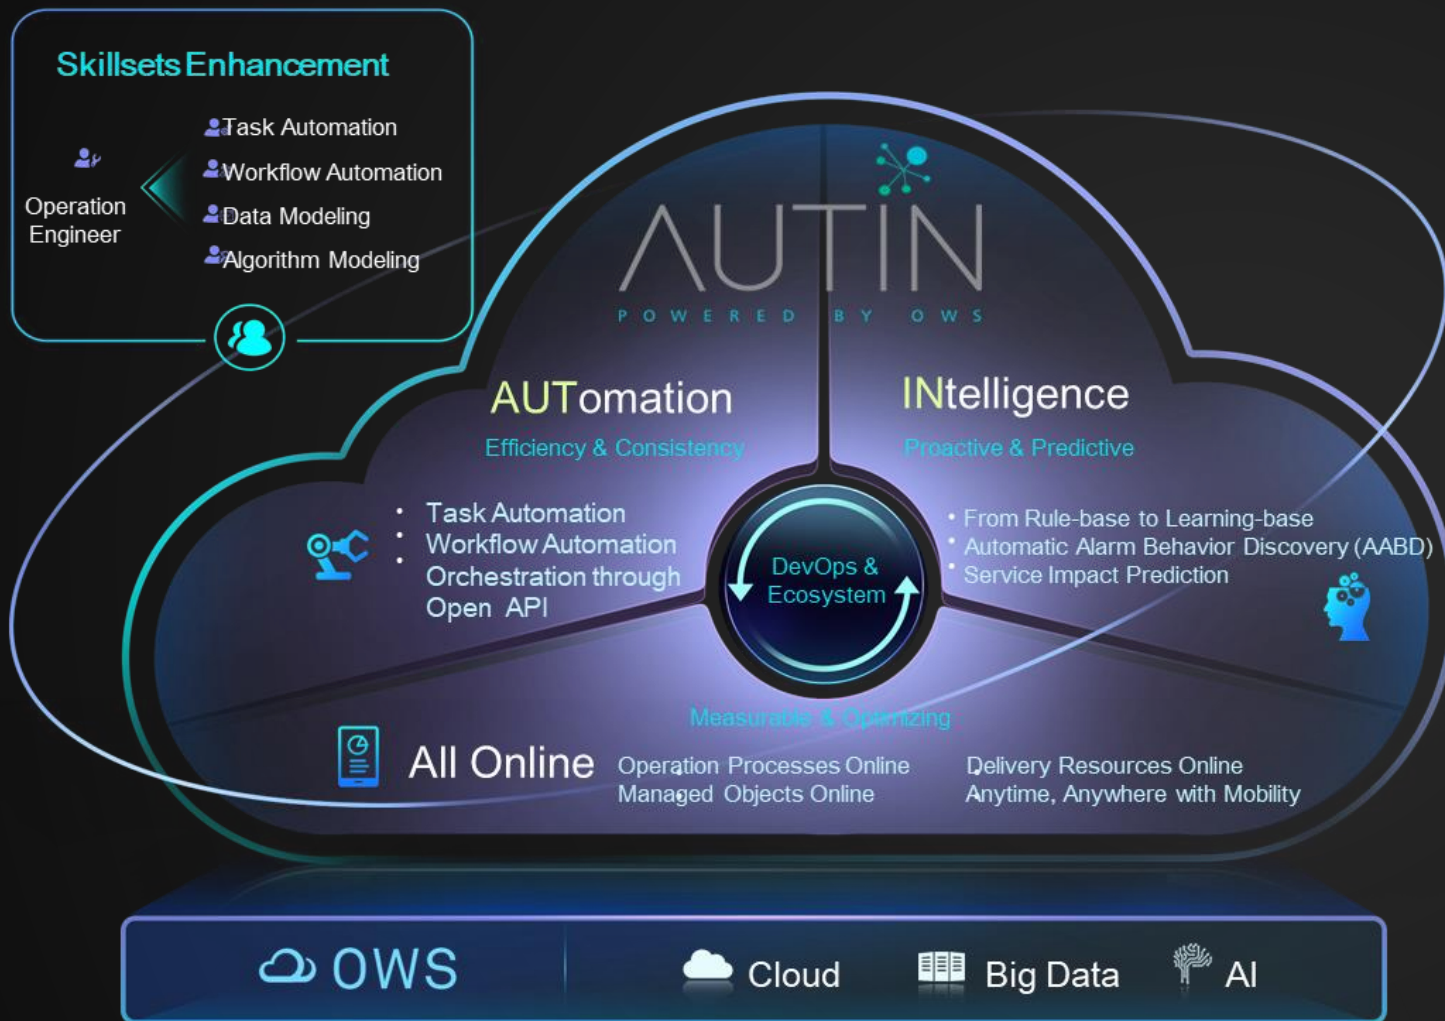 Skillsets Enhancement
Operation
Engineer
Task Automation
Workflow Automation
Data Modeling
Algorithm Modeling
AUTIN
POWERED BY OWS
AUTomation
Efficiency & Consistency
• Task Automation
• Workflow Automation
• Orchestration through
Open API
INtelligence
Proactive & Predictive
• From Rule-base to Learning-base
• Automatic Alarm Behavior Discovery (AABD)
• Service Impact Prediction
DevOps &
Ecosystem
Measurable & Optimizing
All Online
Operation Processes Online
Managed Objects Online
Delivery Resources Online
Anytime, Anywhere with Mobility
OWS
Cloud
Big Data
AI